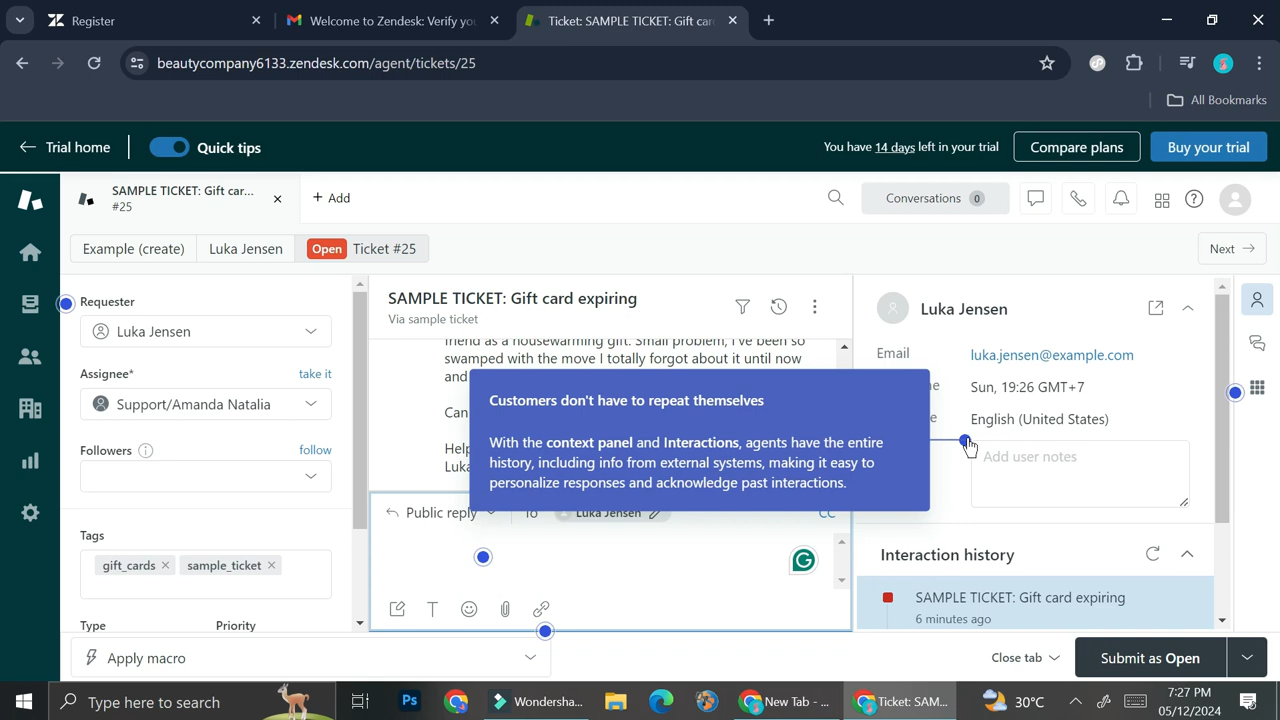 Register
Welcome to Zendesk: Verify yo
Ticket: SAMPLE TICKET: Gift car
beautycompany6133.zendesk.com/agent/tickets/25
All Bookmarks
Trial home
Quick tips
You have 14 days left in your trial
Compare plans
Buy your trial
SAMPLE TICKET: Gift car...
#25
+ Add
Conversations 0
Example (create)
Luka Jensen
Open Ticket #25
Next
Requester
Luka Jensen
Assignee*
take it
Support/Amanda Natalia
Followers
follow
Tags
gift_cards
sample_ticket
Type
Priority
SAMPLE TICKET: Gift card expiring
Via sample ticket
friend as a housewarming gift. Small problem, I've been so
swamped with the move I totally forgot about it until now
and
Can
Help
Luka
Customers don't have to repeat themselves
With the context panel and Interactions, agents have the entire
history, including info from external systems, making it easy to
personalize responses and acknowledge past interactions.
Public reply
To
Luka Jensen
CC
Luka Jensen
Email
luka.jensen@example.com
Sun, 19:26 GMT+7
English (United States)
Add user notes
Interaction history
SAMPLE TICKET: Gift card expiring
6 minutes ago
Apply macro
Close tab
Submit as Open
Type here to search
Ps
Wondersha...
New Tab - ...
Ticket: SAM...
30°C
7:27 PM
05/12/2024